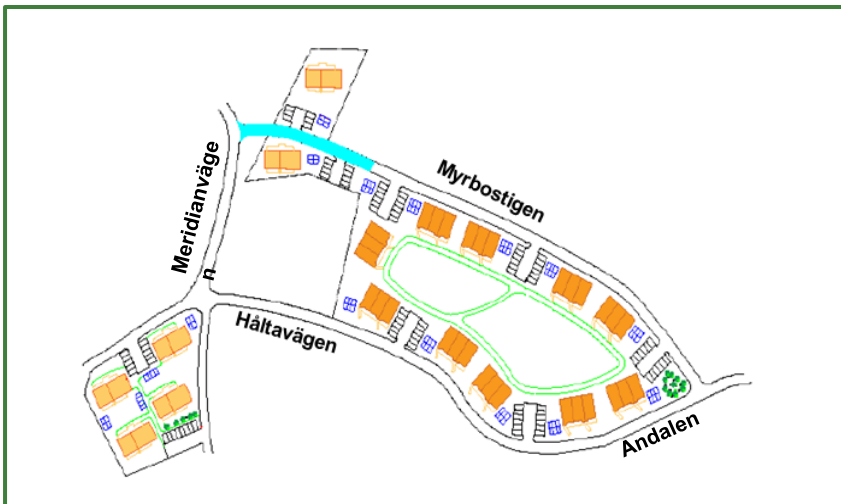 Myrbostigen
Meridianväge
n
Håltavägen
Andalen